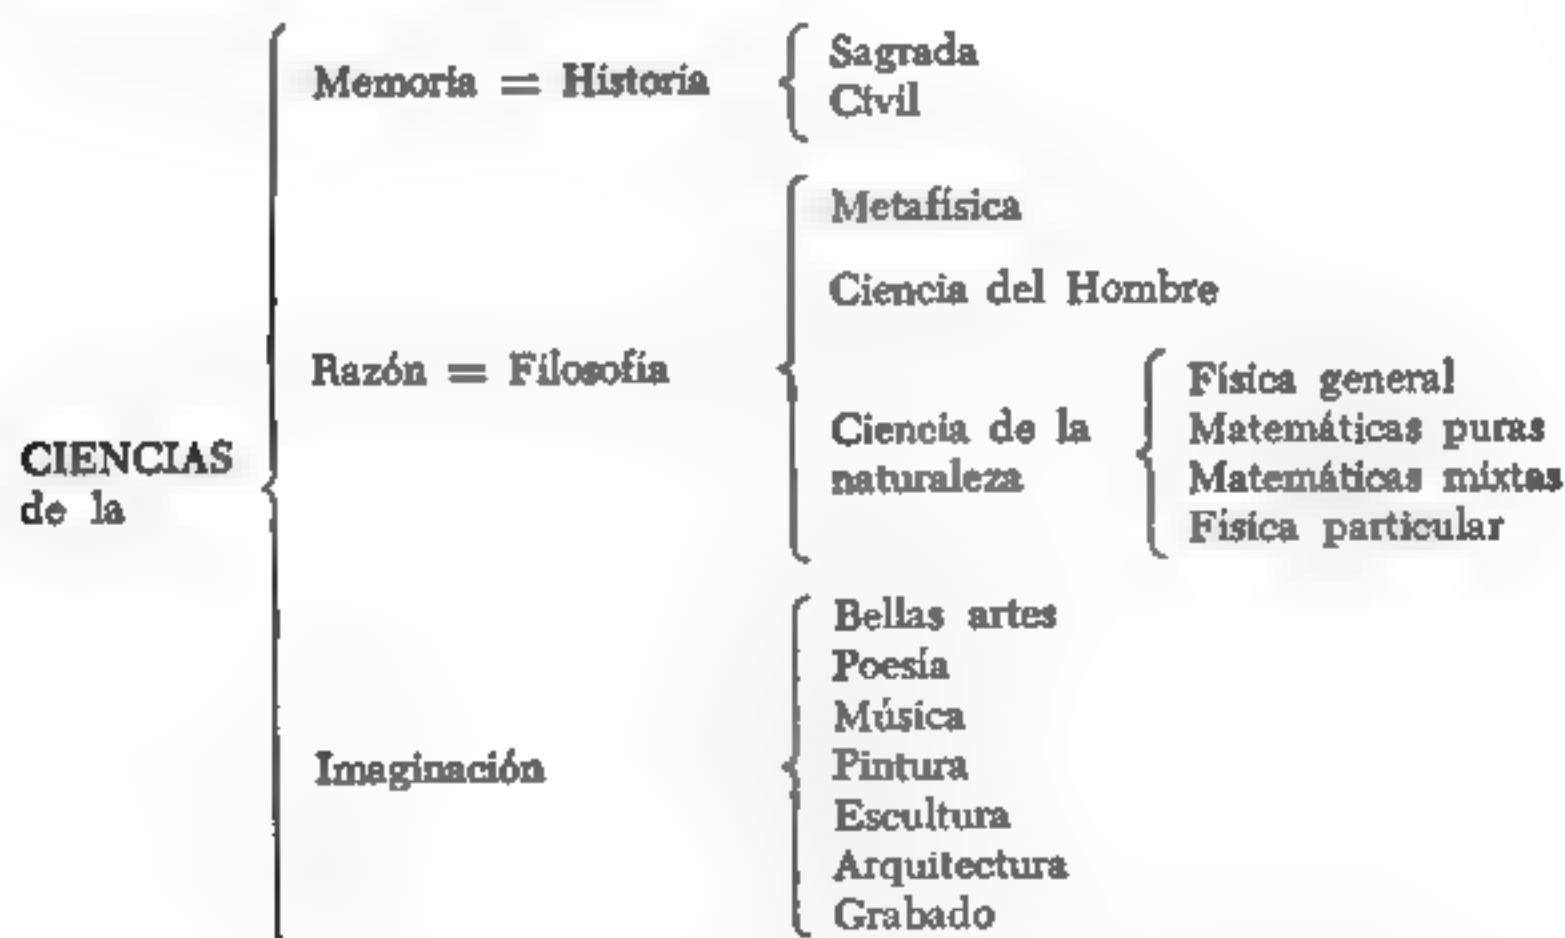 CIENCIAS
de la
Memoria = Historia
Sagrada
Civil
Razón = Filosofía
Metafísica
Ciencia del Hombre
Ciencia de la
naturaleza
Física general
Matemáticas puras
Matemáticas mixtas
Física particular
Imaginación
Bellas artes
Poesía
Música
Pintura
Escultura
Arquitectura
Grabado